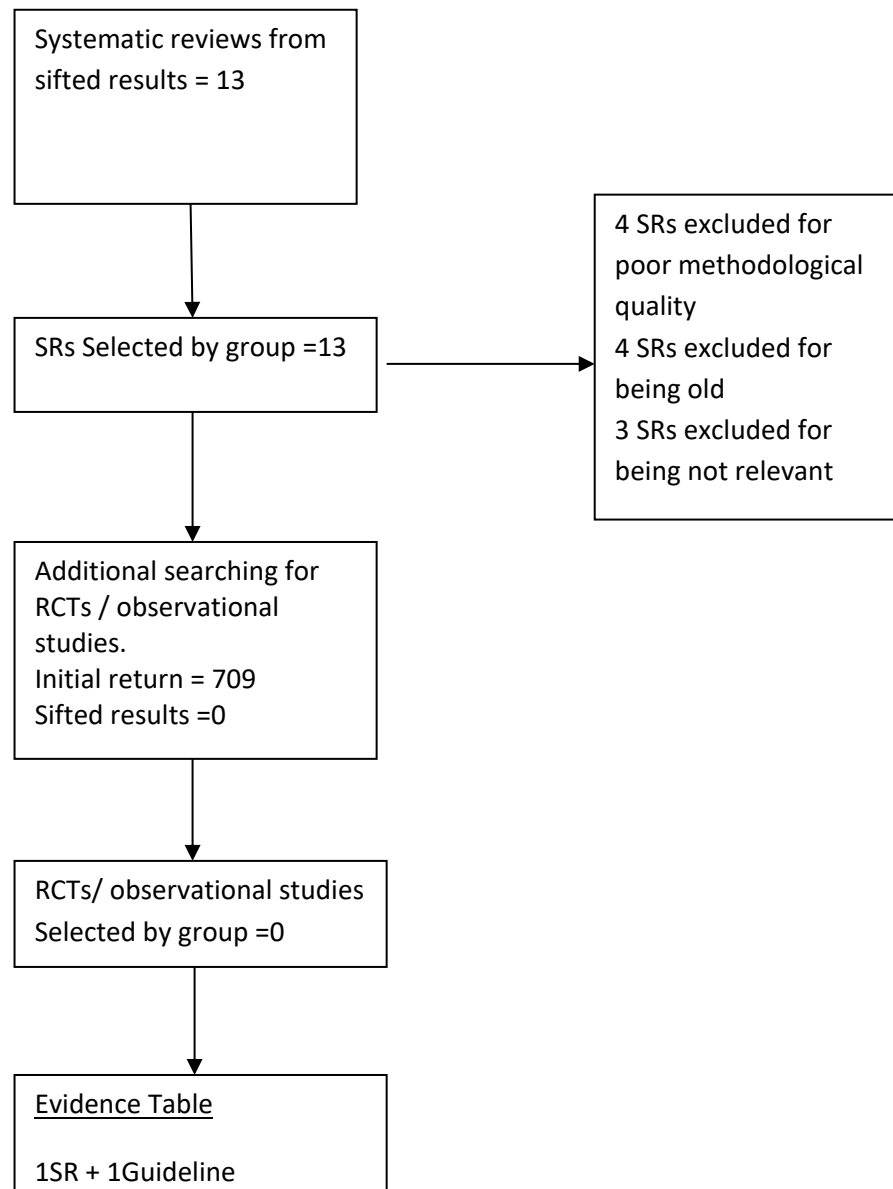 Systematic reviews from
sifted results = 13
4 SRs excluded for
poor methodological
quality
4 SRs excluded for
being old
3 SRs excluded for
being not relevant
SRs Selected by group =13
Additional searching for
RCTs / observational
studies.
Initial return = 709
Sifted results =0
RCTs/ observational studies
Selected by group =0
Evidence Table
1SR + 1Guideline